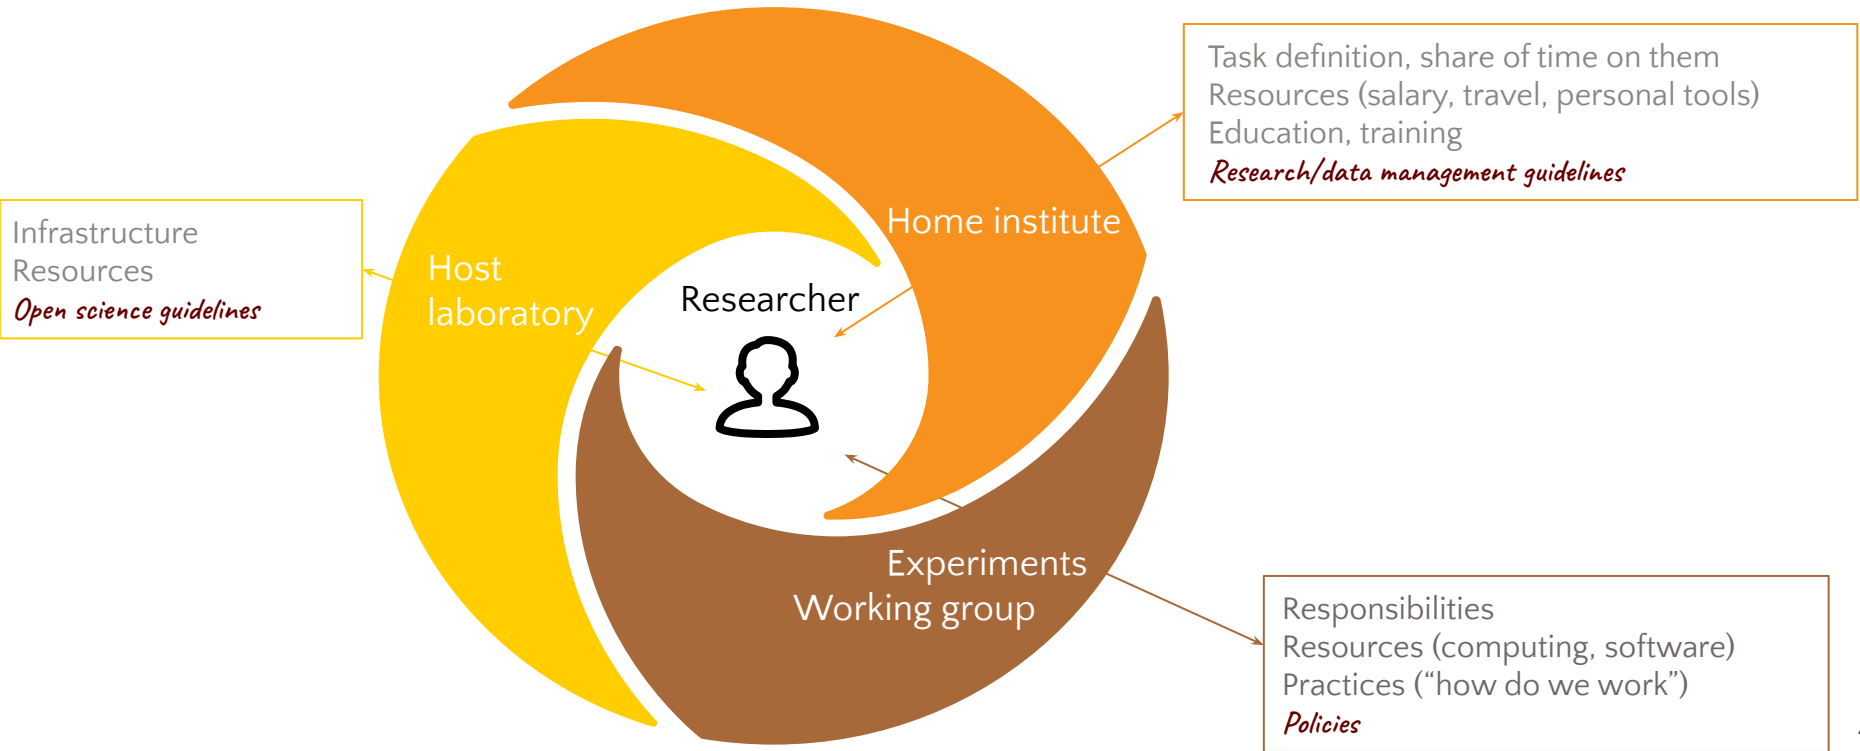 Task definition, share of time on them
Resources (salary, travel, personal tools)
Education, training
Research/data management guidelines
Home institute
Infrastructure
Resources
Open science guidelines
Host
laboratory
Researcher
Experiments
Working group
Responsibilities
Resources (computing, software)
Practices (“how do we work”)
Policies